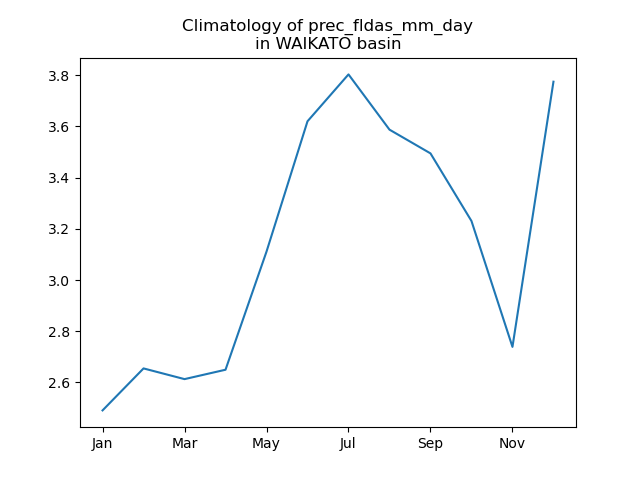 Climatology of prec_fldas_mm_day
in WAIKATO basin
3.8
3.6
3.4
3.2
3.0
2.8
2.6
Jan Mar May Jul Sep Nov